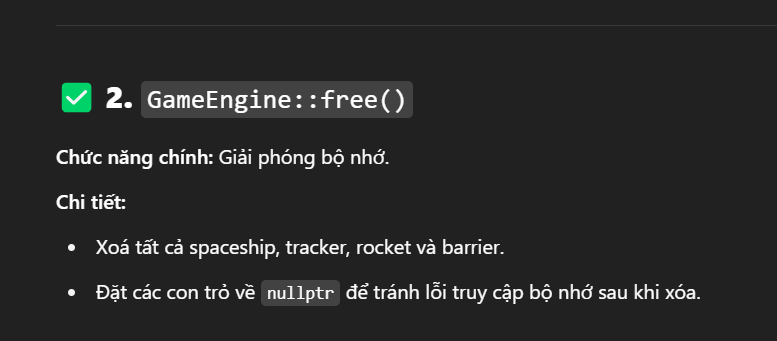 ✅ 2. GameEngine::free()
Chức năng chính: Giải phóng bộ nhớ.
Chi tiết:
• Xoá tất cả spaceship, tracker, rocket và barrier.
• Đặt các con trỏ về nullptr để tránh lỗi truy cập bộ nhớ sau khi xóa.